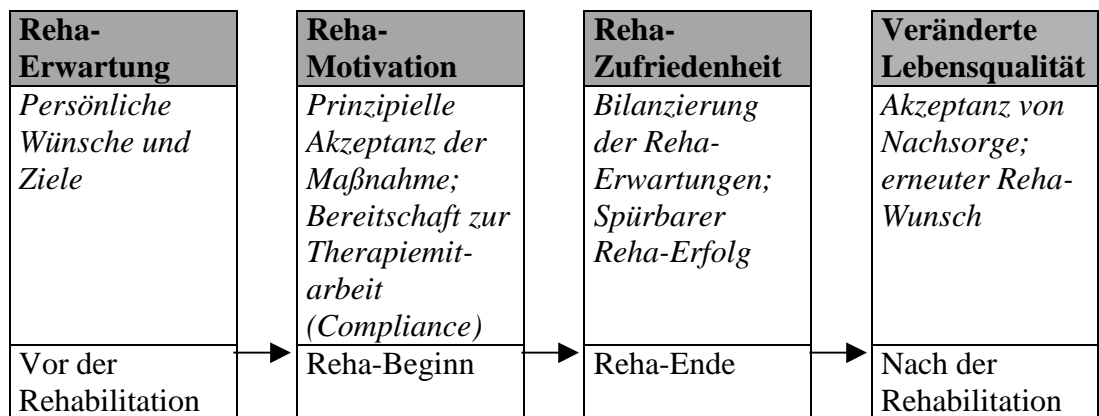 Reha-
Erwartung
Persönliche
Wünsche und
Ziele
Vor der
Rehabilitation
Reha-
Motivation
Prinzipielle
Akzeptanz der
Maßnahme;
Bereitschaft zur
Therapiemit-
arbeit
(Compliance)
Reha-Beginn
Reha-
Zufriedenheit
Bilanzierung
der Reha-
Erwartungen;
Spürbarer
Reha-Erfolg
Reha-Ende
Veränderte
Lebensqualität
Akzeptanz von
Nachsorge;
erneuter Reha-
Wunsch
Nach der
Rehabilitation